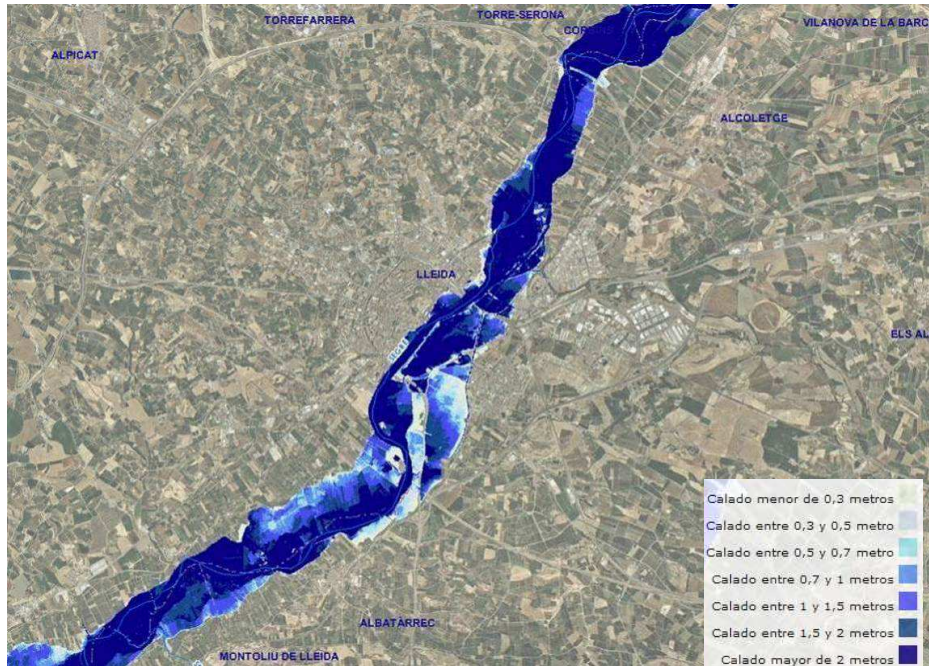 TORREFARRERA
TORRE-SERONA
CORBINS
VILANOVA DE LA BARC
ALPICAT
ALCOLETGE
LLEIDA
ELS AL
ALBATÀRREC
MONTOLIU DE LLEIDA
Calado menor de 0,3 metros
Calado entre 0,3 y 0,5 metro
Calado entre 0,5 y 0,7 metro
Calado entre 0,7 y 1 metros
Calado entre 1 y 1,5 metros
Calado entre 1,5 y 2 metros
Calado mayor de 2 metros